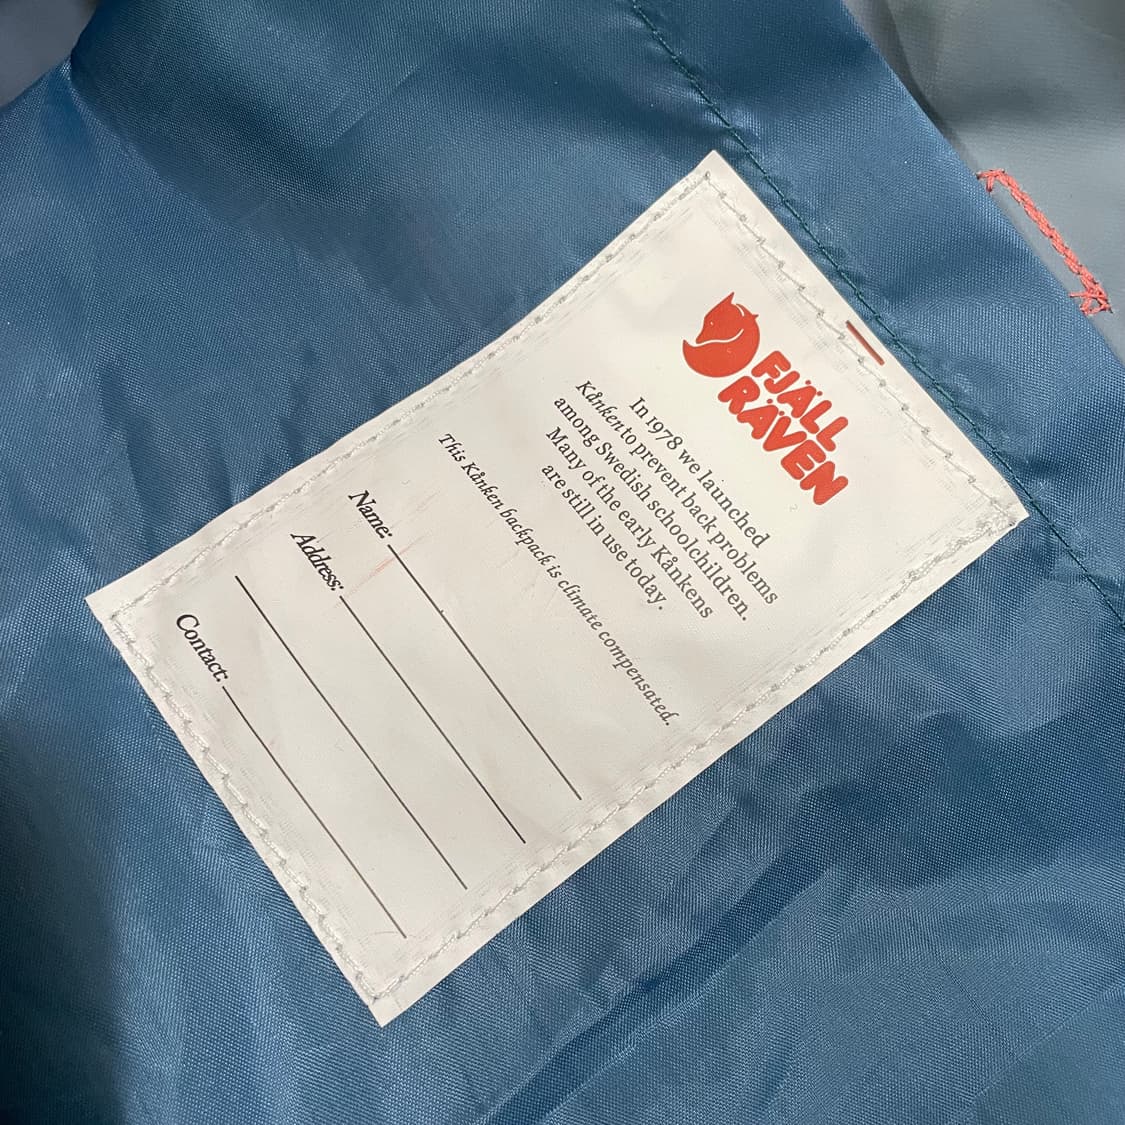 FJÄLL
RÄVEN
In 1978 we launched
Kånken to prevent back problems
among Swedish schoolchildren.
Many of the early Kånkens
are still in use today.
This Kånken backpack is climate compensated.
Name:
Address:
Contact: